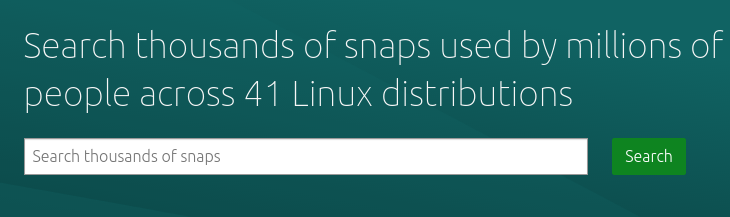 Search thousands of snaps used by millions of
people across 41 Linux distributions
Search thousands of snaps
Search